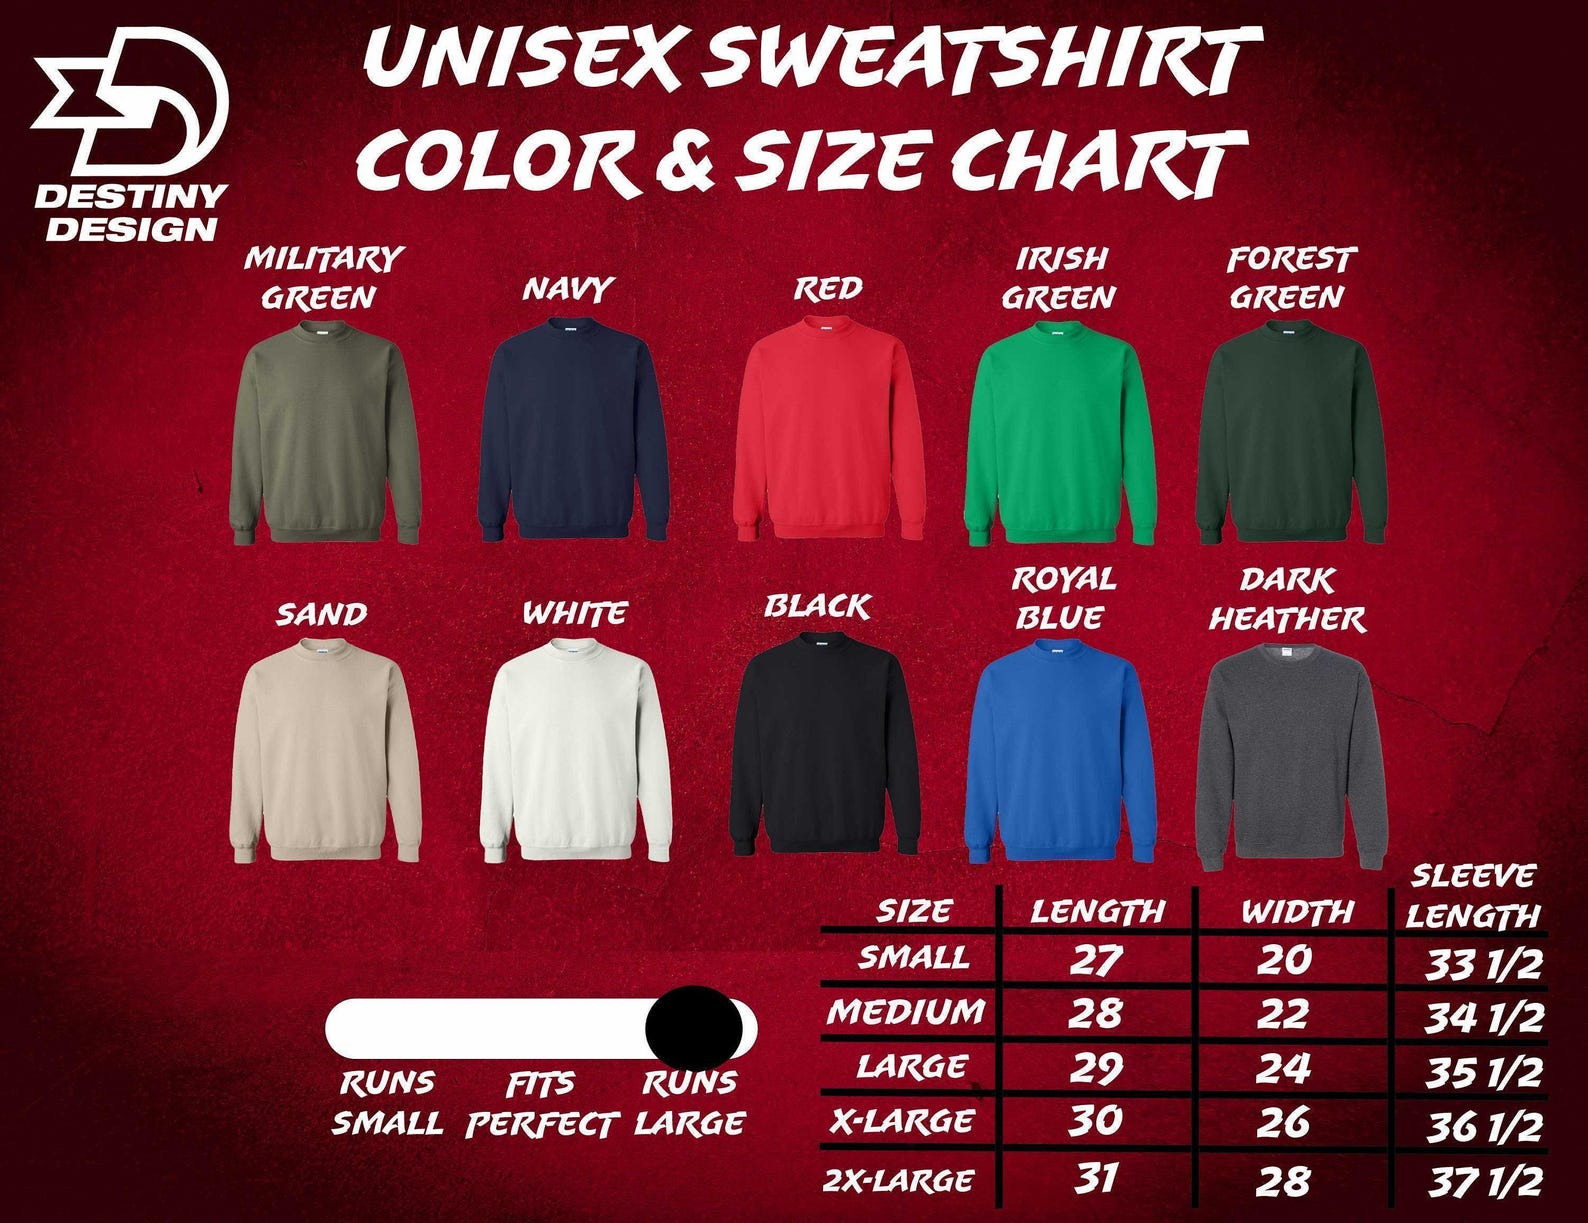 UNISEX SWEATSHIRT
COLOR & SIZE CHART
DESTINY
DESIGN
MILITARY
GREEN
NAVY
RED
IRISH
GREEN
FOREST
GREEN
SAND
WHITE
BLACK
ROYAL
BLUE
DARK
HEATHER
SIZE LENGTH WIDTH SLEEVE LENGTH
SMALL 27 20 33 1/2
MEDIUM 28 22 34 1/2
LARGE 29 24 35 1/2
X-LARGE 30 26 36 1/2
2X-LARGE 31 28 37 1/2
RUNS
SMALL
FITS
PERFECT
RUNS
LARGE